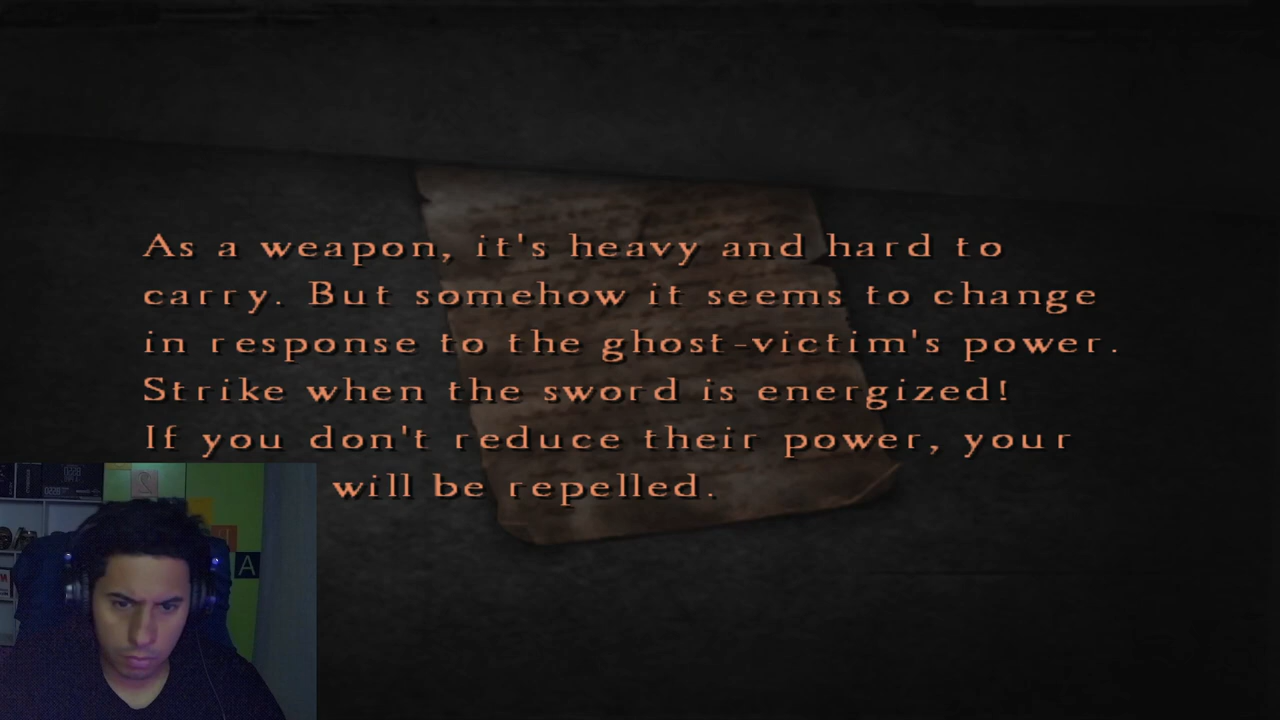 As a weapon, it's heavy and hard to
carry. But somehow it seems to change
in response to the ghost-victim's power.
Strike when the sword is energized!
If you don't reduce their power, your
will be repelled.
A